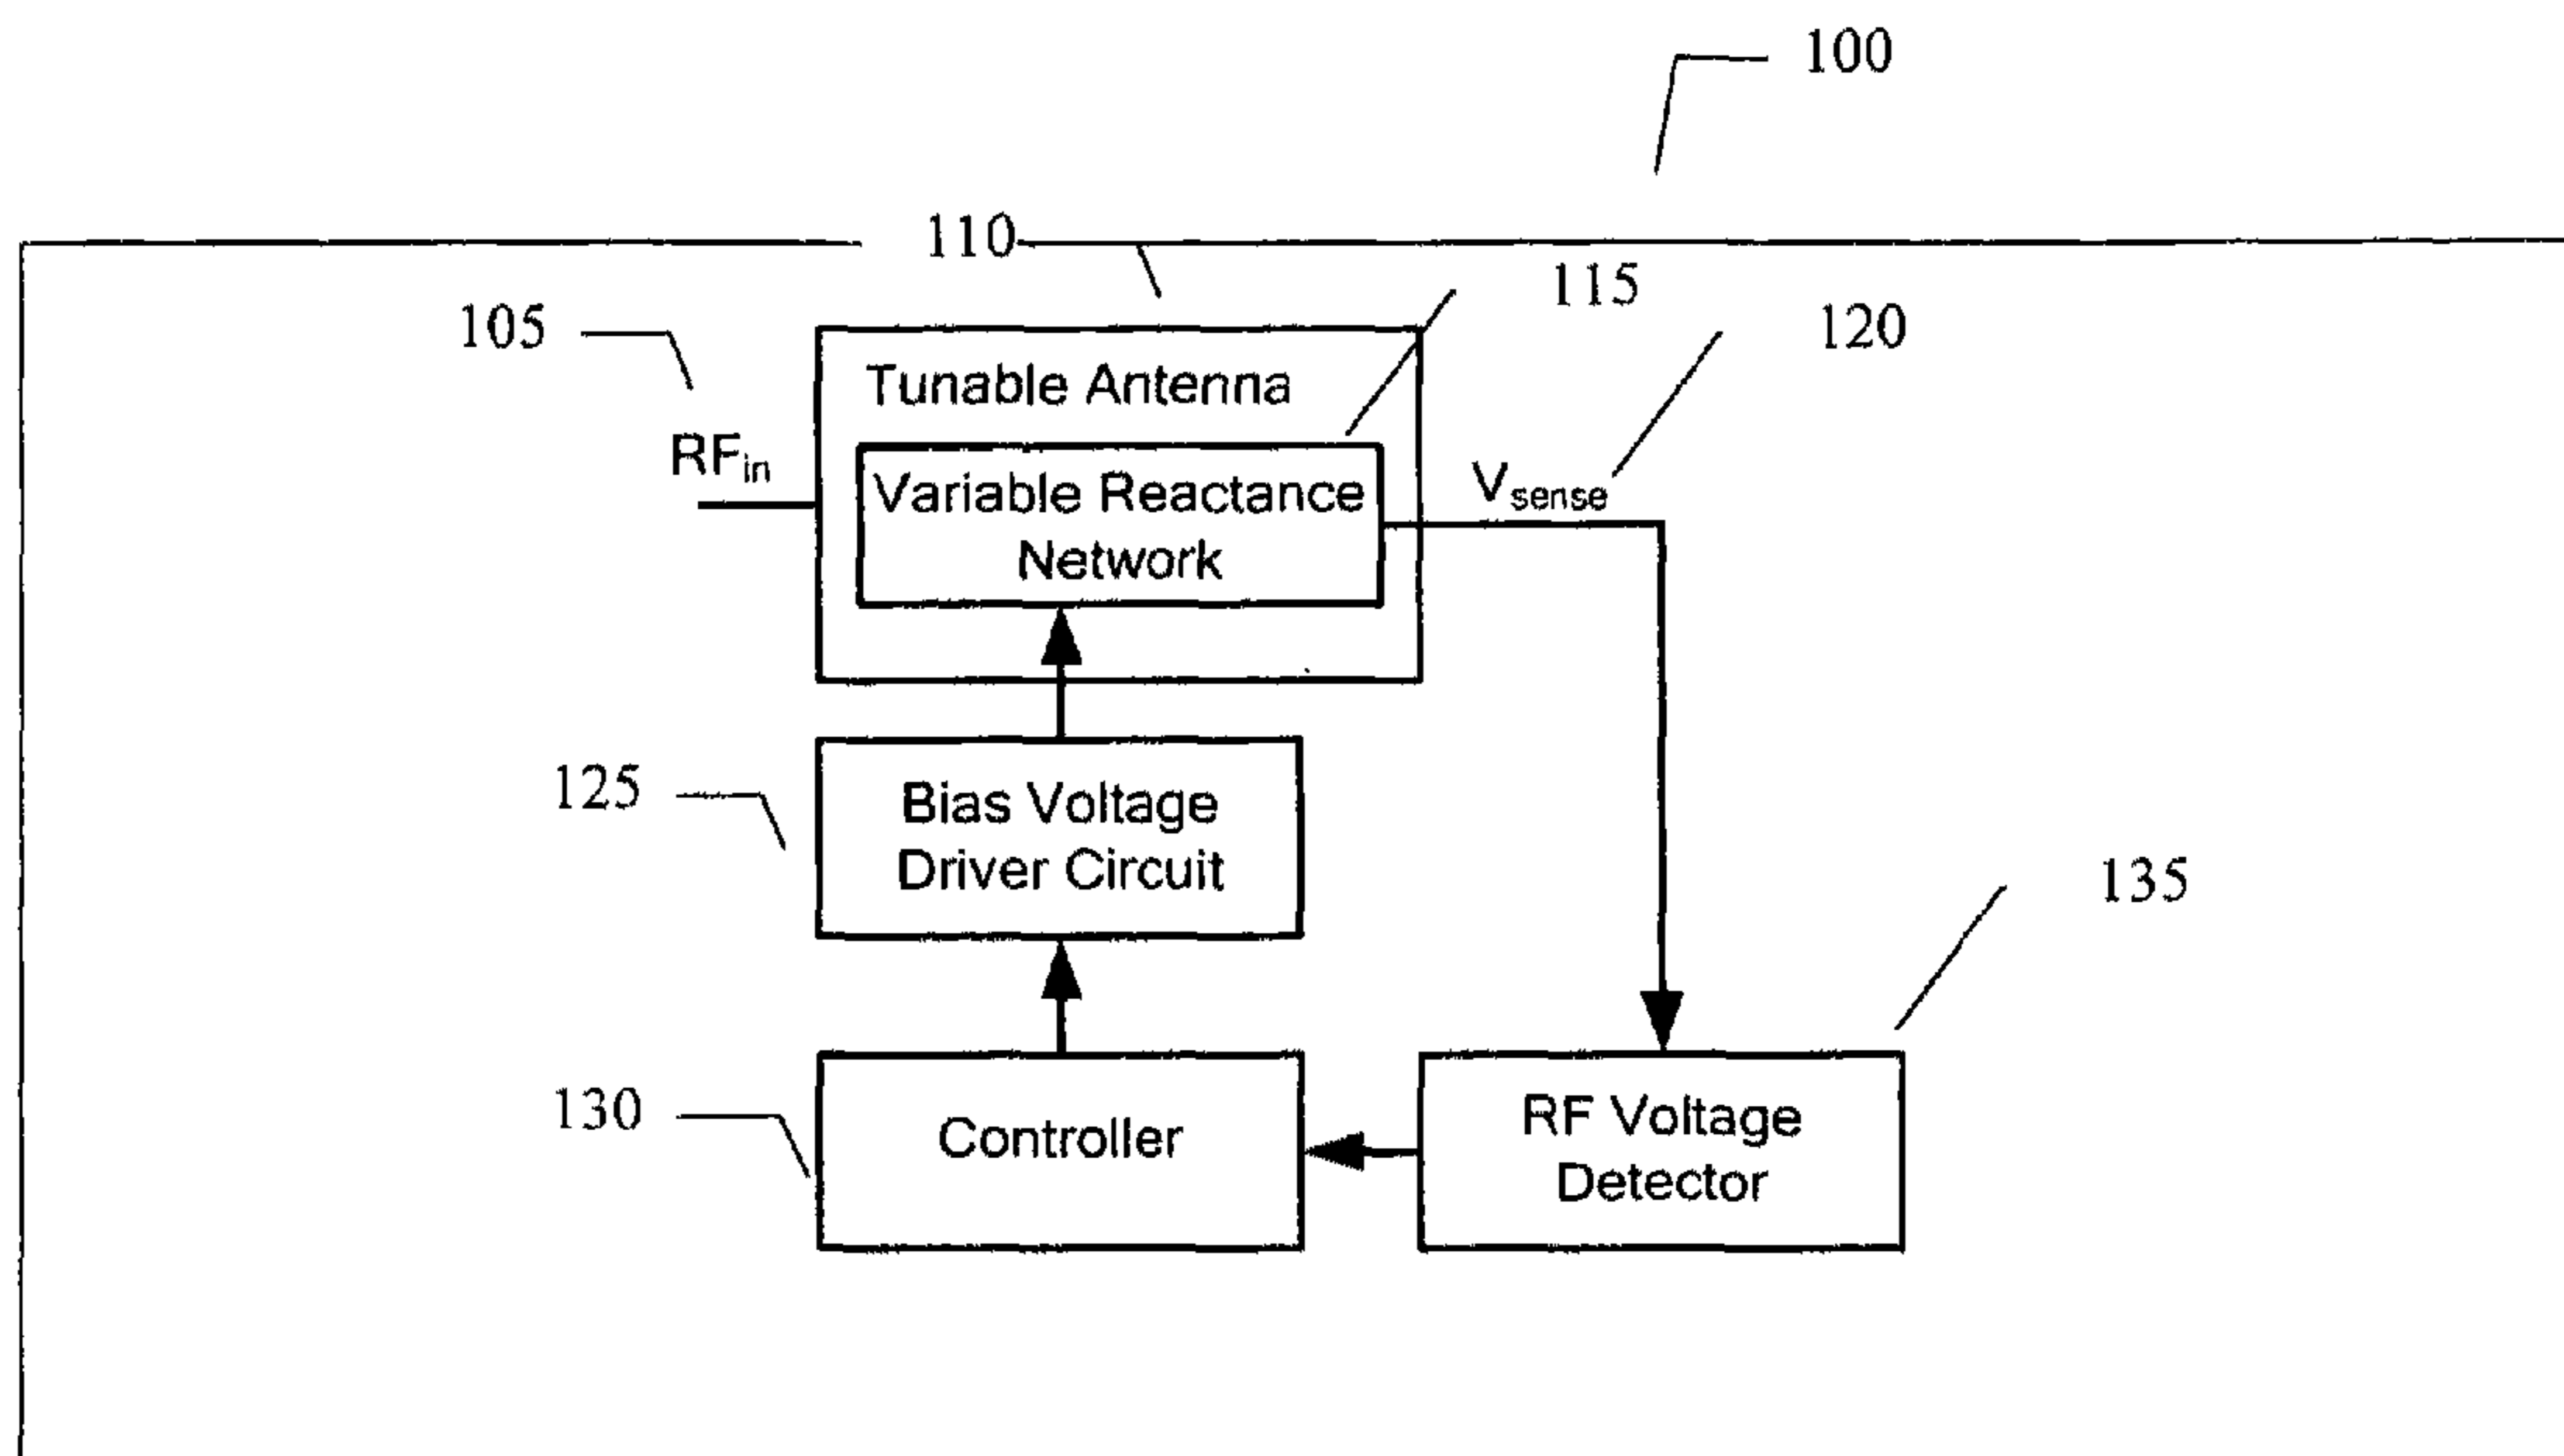 100
110
115
105
120
Tunable Antenna
RFin
Variable Reactance
Network
Vsense
125
Bias Voltage
Driver Circuit
135
130
Controller
RF Voltage
Detector